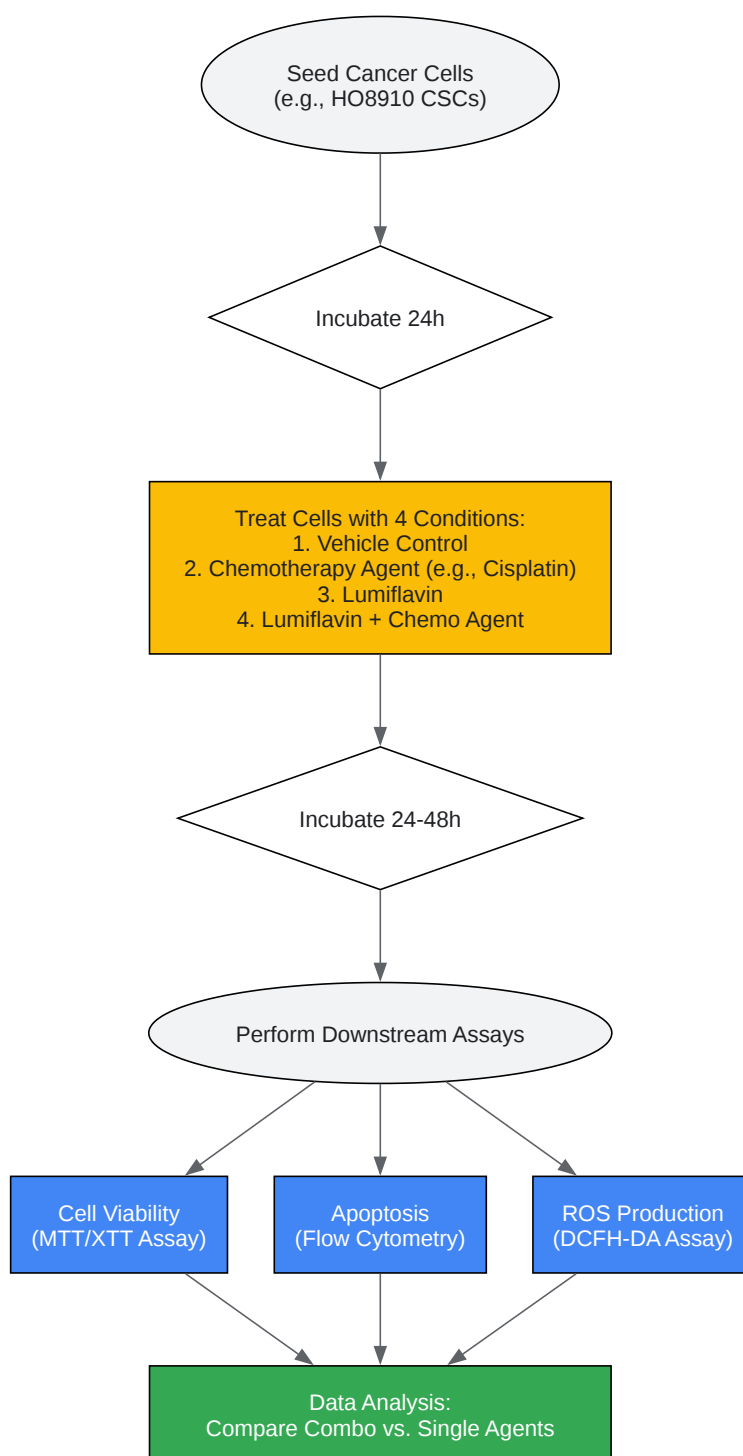 Seed Cancer Cells
(e.g., HO8910 CSCs)
Incubate 24h
Treat Cells with 4 Conditions:
1. Vehicle Control
2. Chemotherapy Agent (e.g., Cisplatin)
3. Lumiflavin
4. Lumiflavin + Chemo Agent
Incubate 24-48h
Perform Downstream Assays
Cell Viability
(MTT/XTT Assay)
Apoptosis
(Flow Cytometry)
ROS Production
(DCFH-DA Assay)
Data Analysis:
Compare Combo vs. Single Agents